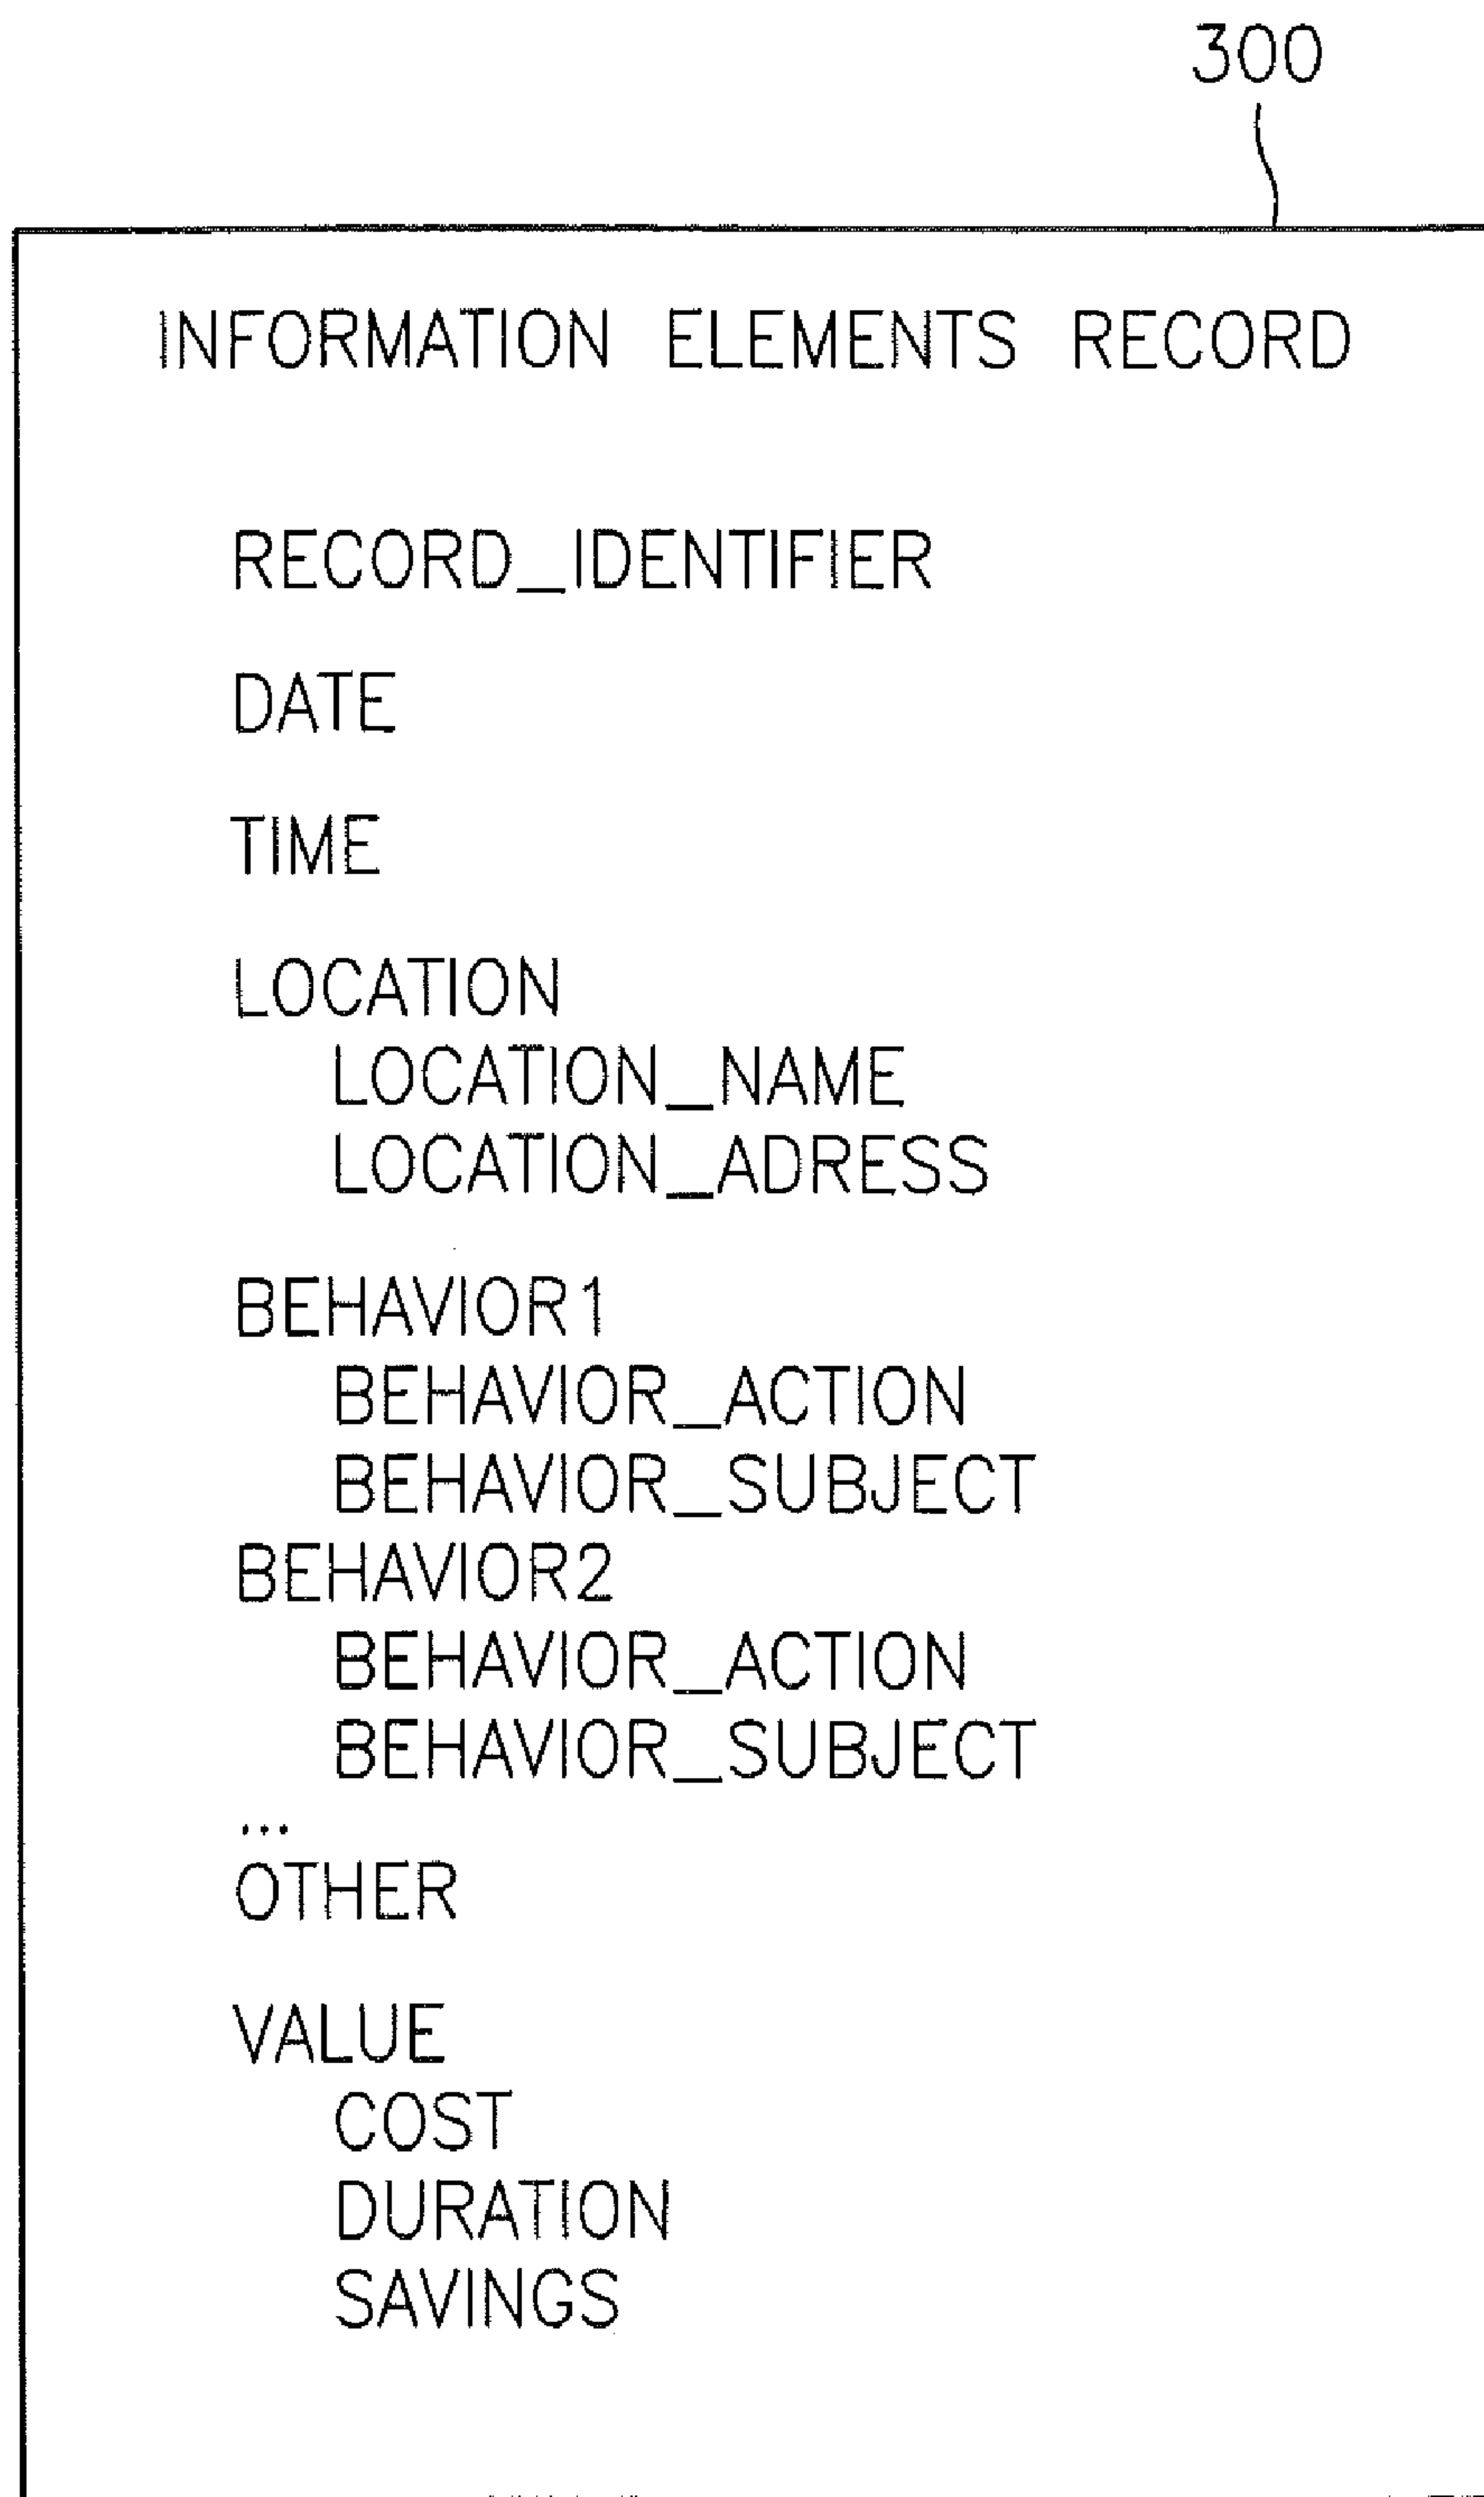 300
INFORMATION ELEMENTS RECORD
RECORD_IDENTIFIER
DATE
TIME
LOCATION
LOCATION_NAME
LOCATION_ADRESS
BEHAVIOR1
BEHAVIOR_ACTION
BEHAVIOR_SUBJECT
BEHAVIOR2
BEHAVIOR_ACTION
BEHAVIOR_SUBJECT
...
OTHER
VALUE
COST
DURATION
SAVINGS